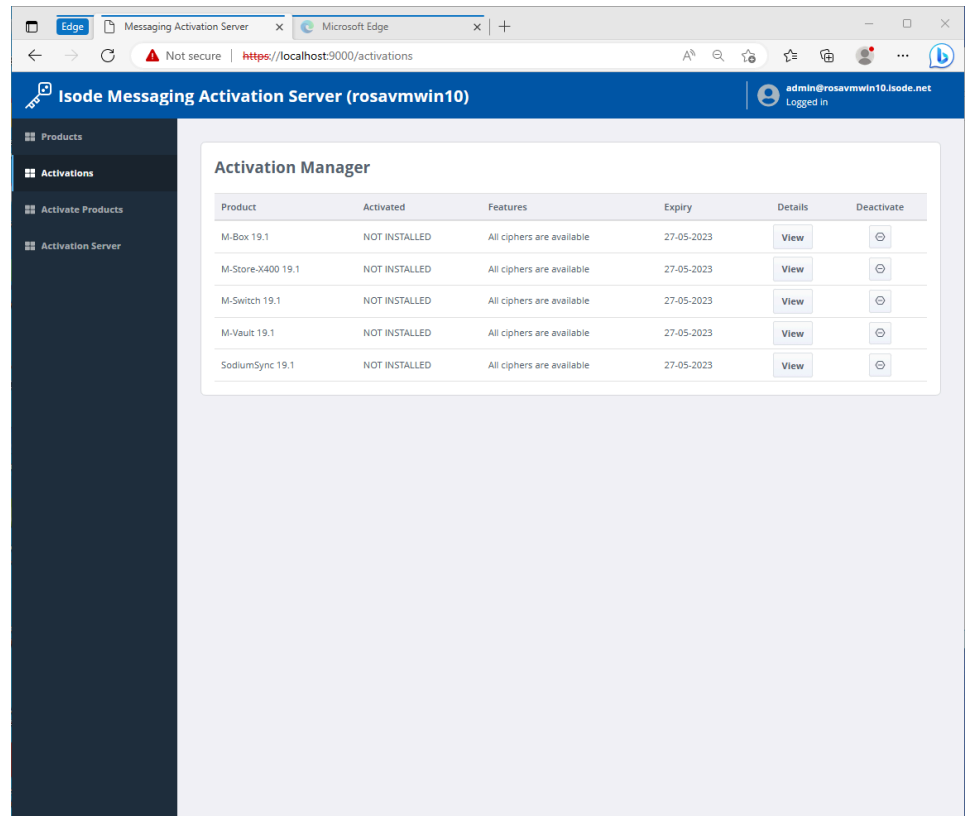 Edge Messaging Activation Server Microsoft Edge
Not secure https://localhost:9000/activations
Isode Messaging Activation Server (rosavmwin10)
admin@rosavmwin10.isode.net
Logged in
Products
Activations
Activate Products
Activation Server
Activation Manager
Product Activated Features Expiry Details Deactivate
M-Box 19.1 NOT INSTALLED All ciphers are available 27-05-2023 View
M-Store-X400 19.1 NOT INSTALLED All ciphers are available 27-05-2023 View
M-Switch 19.1 NOT INSTALLED All ciphers are available 27-05-2023 View
M-Vault 19.1 NOT INSTALLED All ciphers are available 27-05-2023 View
SodiumSync 19.1 NOT INSTALLED All ciphers are available 27-05-2023 View